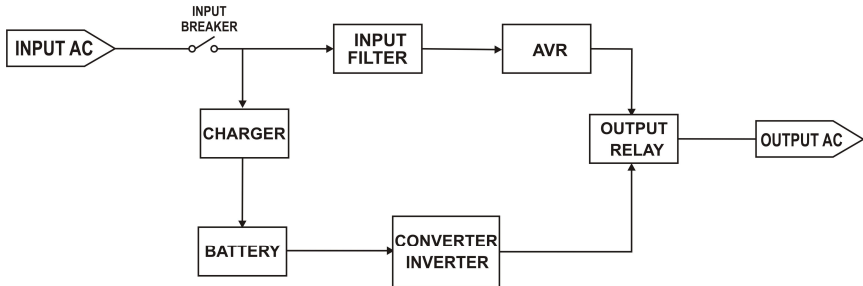 INPUT
BREAKER
INPUT AC
INPUT
FILTER
AVR
CHARGER
OUTPUT
RELAY
OUTPUT AC
BATTERY
CONVERTER
INVERTER